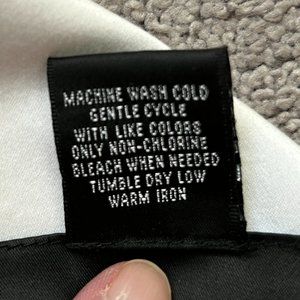 MACHINE WASH COLD
GENTLE CYCLE
WITH LIKE COLORS
ONLY NON-CHLORINE
BLEACH WHEN NEEDED
TUMBLE DRY LOW
WARM IRON